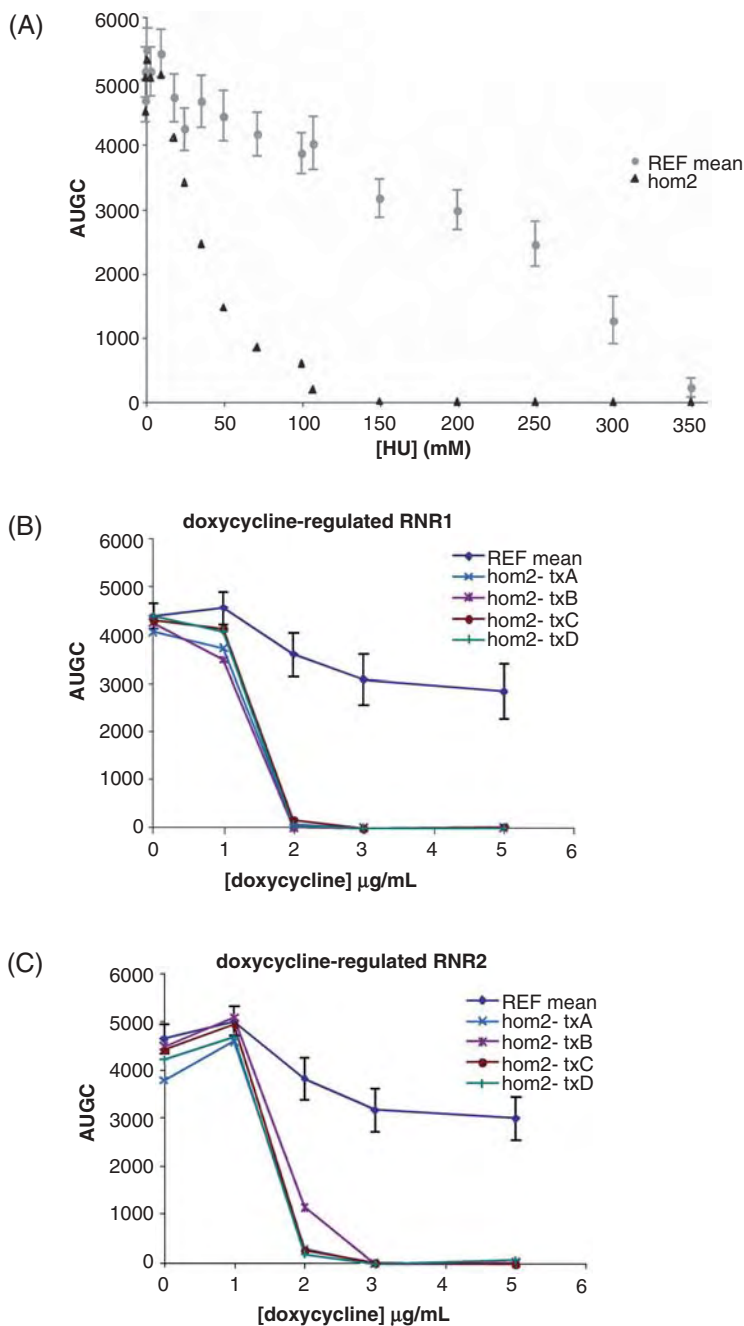 (A)
6000
5000
4000
3000
2000
1000
0
AUGC
REF mean
hom2
0 50 100 150 200 250 300 350
[HU] (mM)
(B)
doxycycline-regulated RNR1
6000
5000
4000
3000
2000
1000
0
AUGC
REF mean
hom2- txA
hom2- txB
hom2- txC
hom2- txD
0 1 2 3 4 5 6
[doxycycline] μg/mL
(C)
doxycycline-regulated RNR2
6000
5000
4000
3000
2000
1000
0
AUGC
REF mean
hom2- txA
hom2- txB
hom2- txC
hom2- txD
0 1 2 3 4 5 6
[doxycycline] μg/mL